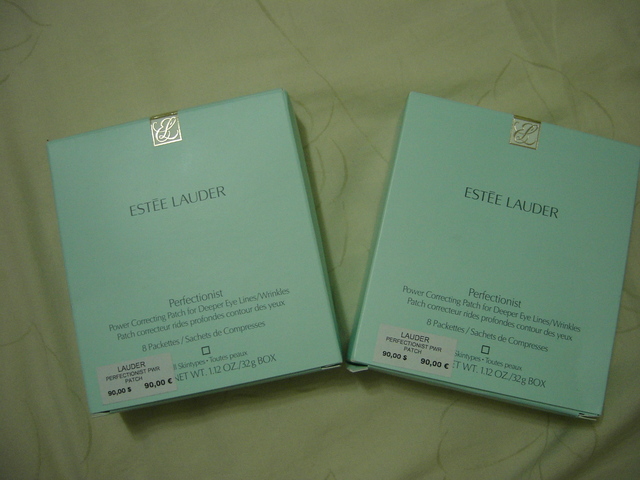 EL
ESTĒE LAUDER
Perfectionist
Power Correcting Patch for Deeper Eye Lines/Wrinkles
Patch correcteur rides profondes contour des yeux
8 Packettes / Sachets de Compresses
Skintypes • Toutes peaux
NET WT. 1.12 OZ./32g BOX
LAUDER
PERFECTIONIST PWR
PATCH
90,00 $ 90,00 €
EL
ESTĒE LAUDER
Perfectionist
Power Correcting Patch for Deeper Eye Lines/Wrinkles
Patch correcteur rides profondes contour des yeux
8 Packettes / Sachets de Compresses
Skintypes • Toutes peaux
NET WT. 1.12 OZ./32g BOX
LAUDER
PERFECTIONIST PWR
PATCH
90,00 $ 90,00 €